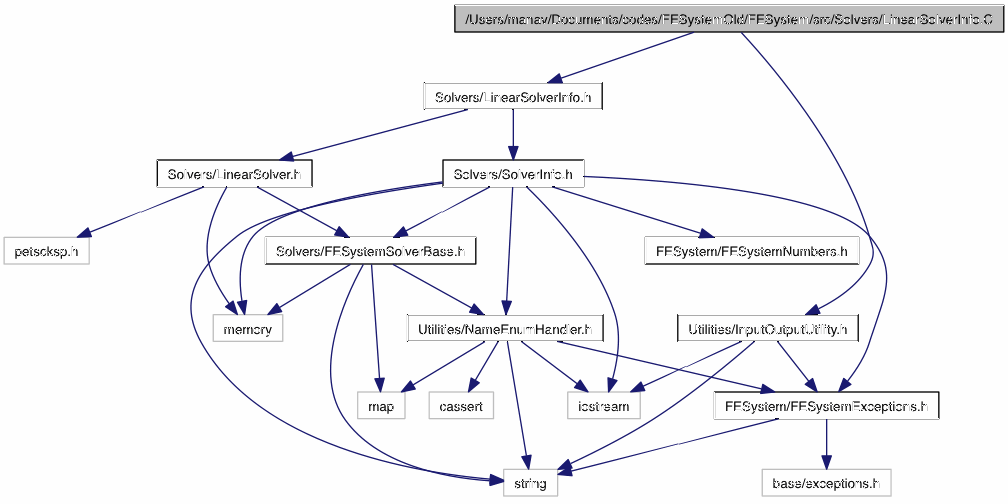 /Users/manav/Documents/codes/FESystemOld/FESystem/src/Solvers/LinearSolverInfo.C
Solvers/LinearSolverInfo.h
Solvers/LinearSolver.h
Solvers/SolverInfo.h
petscksp.h
Solvers/FESystemSolverBase.h
FESystem/FESystemNumbers.h
memory
Utilities/NameEnumHandler.h
Utilities/InputOutputUtility.h
map
cassert
iostream
FESystem/FESystemExceptions.h
string
base/exceptions.h